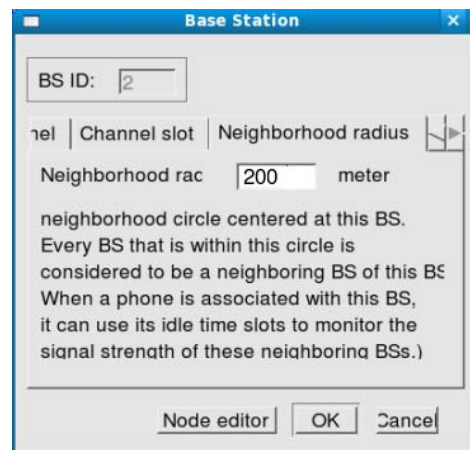 Base Station
BS ID: 2
nel Channel slot Neighborhood radius
Neighborhood rac 200 meter
neighborhood circle centered at this BS.
Every BS that is within this circle is
considered to be a neighboring BS of this BS
When a phone is associated with this BS,
it can use its idle time slots to monitor the
signal strength of these neighboring BSs.)
Node editor OK Cancel